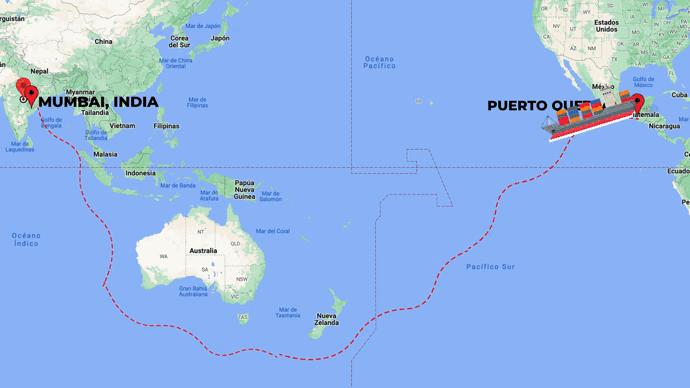 rguistán
Mar de Japón
Corea
del Sur
Japón
China
Estados
Unidos
Mar de China
Oriental
Océano
Pacífico
Nepal
Golfo de
México
México
Cuba
Myanmar
MUMBAI, INDIA
PUERTO QUE
Mar de
Filipinas
Tailandia
Golfo de
Bengala
Vietnam
Filipinas
Golfo de
Tailandia
Nicaragua
Mar de
Laquedivas
Malasia
Indonesia
Mar de Banda
Papúa
Nueva
Guinea
Mar de
Arafura
Mar de
Salomón
Ecuado
Pe
Océano
Índico
NT
Mar del Coral
QLD
Australia
WA
SA
NSW
Pacífico Sur
Gran Bahía
Australiana
VIC
Mar de
Tasmania
TAS
Nueva
Zelanda
AZ
NM